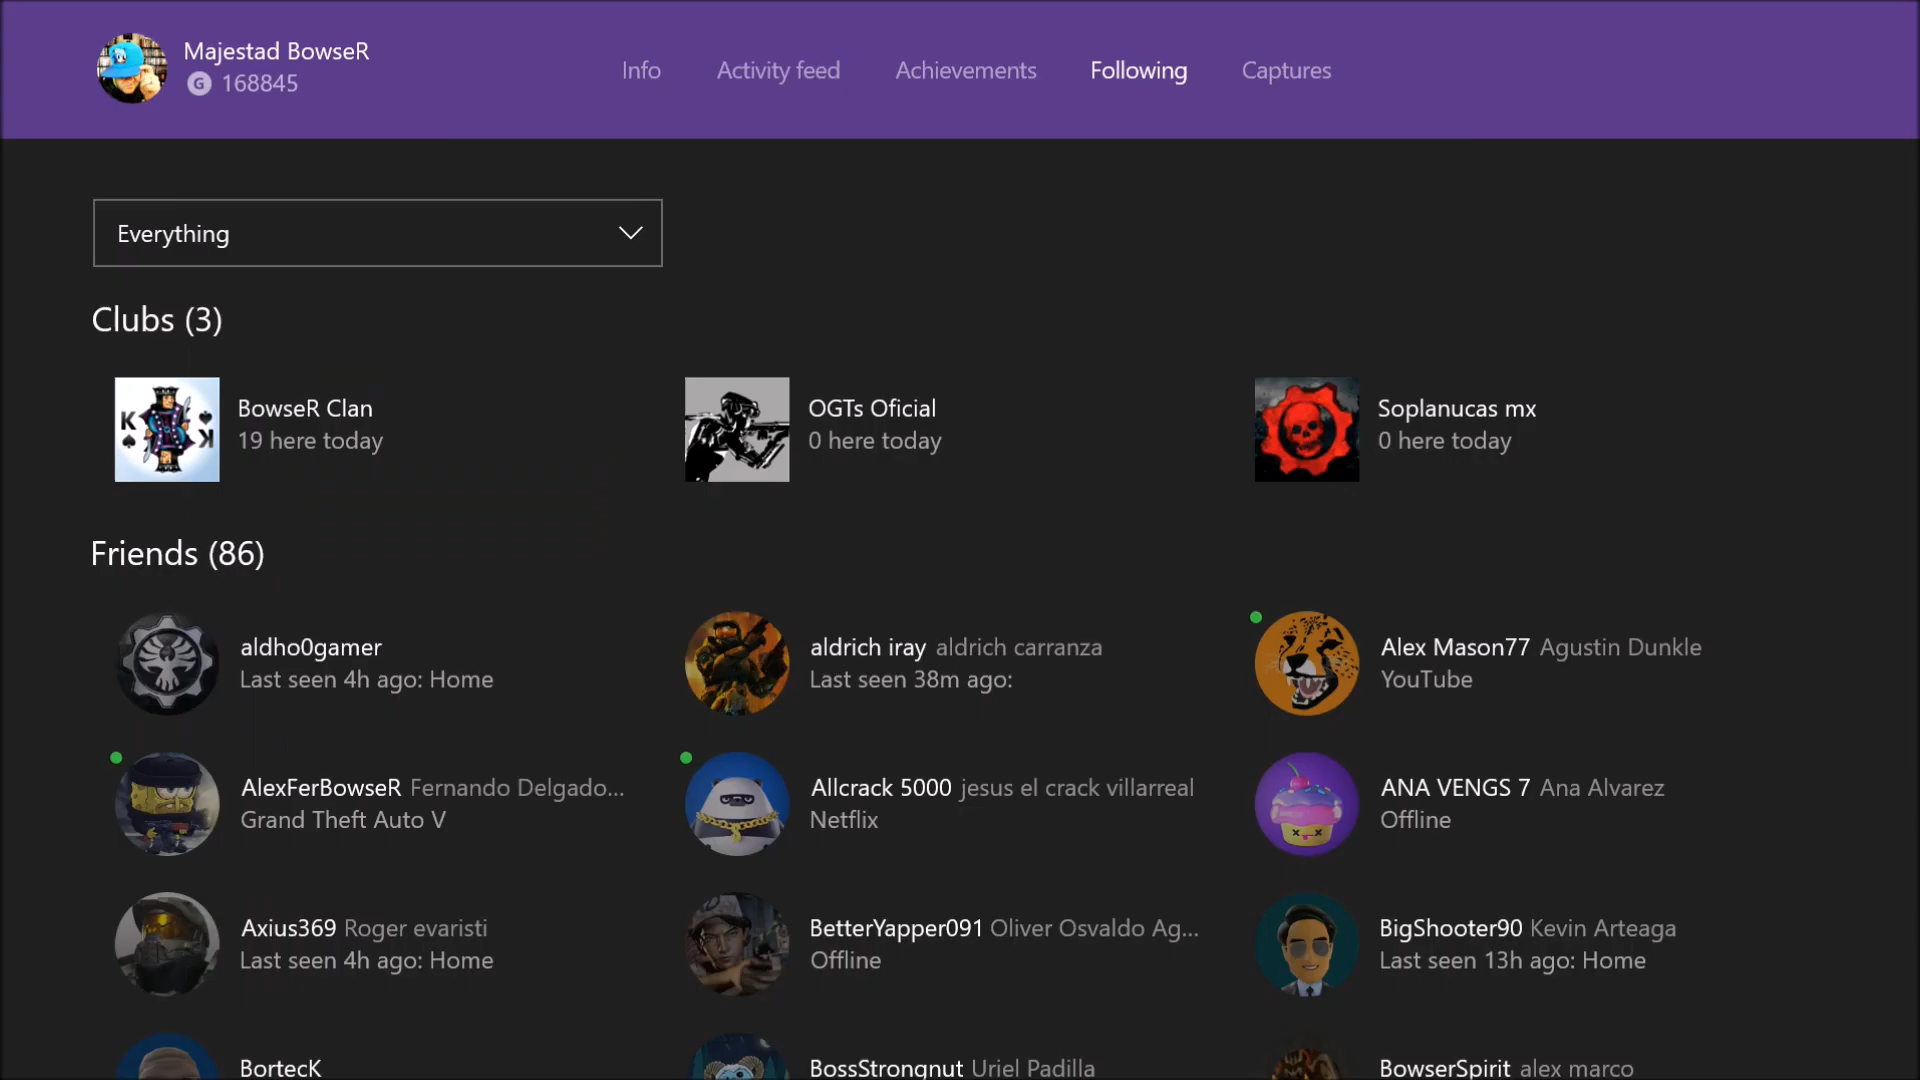 Majestad BowseR
G 168845
Info
Activity feed
Achievements
Following
Captures
Everything
Clubs (3)
K
K
BowseR Clan
19 here today
OGTs Oficial
0 here today
Soplanucas mx
0 here today
Friends (86)
aldho0gamer
Last seen 4h ago: Home
aldrich iray aldrich carranza
Last seen 38m ago:
Alex Mason77 Agustin Dunkle
YouTube
AlexFerBowseR Fernando Delgado...
Grand Theft Auto V
Allcrack 5000 jesus el crack villarreal
Netflix
ANA VENGS 7 Ana Alvarez
Offline
Axius369 Roger evaristi
Last seen 4h ago: Home
BetterYapper091 Oliver Osvaldo Ag...
Offline
BigShooter90 Kevin Arteaga
Last seen 13h ago: Home
BortecK
BossStrongnut Uriel Padilla
BowserSpirit alex marco